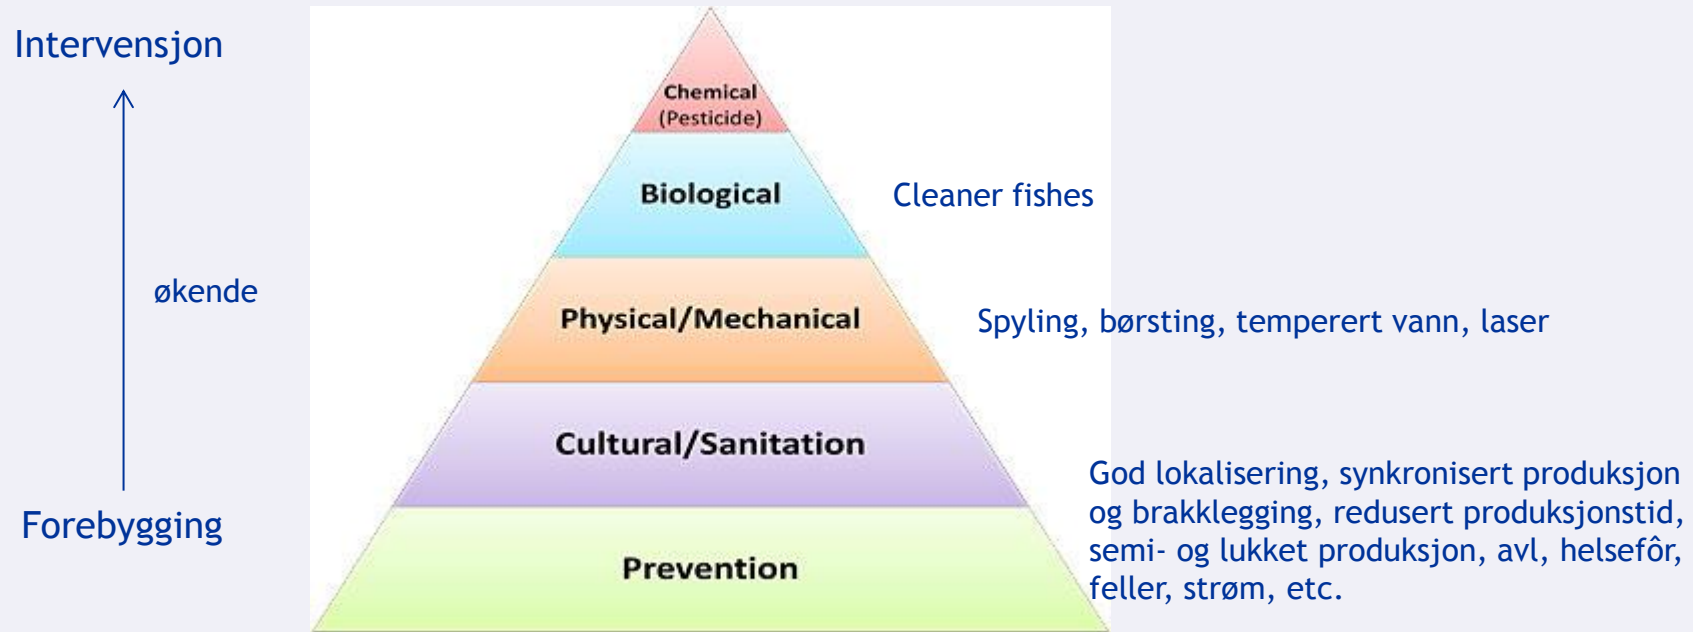 Intervensjon
økende
Forebygging
Chemical
(Pesticide)
Biological
Cleaner fishes
Physical/Mechanical
Spyling, børsting, temperert vann, laser
Cultural/Sanitation
Prevention
God lokalisering, synkronisert produksjon
og brakklegging, redusert produksjonstid,
semi- og lukket produksjon, avl, helsefôr,
feller, strøm, etc.